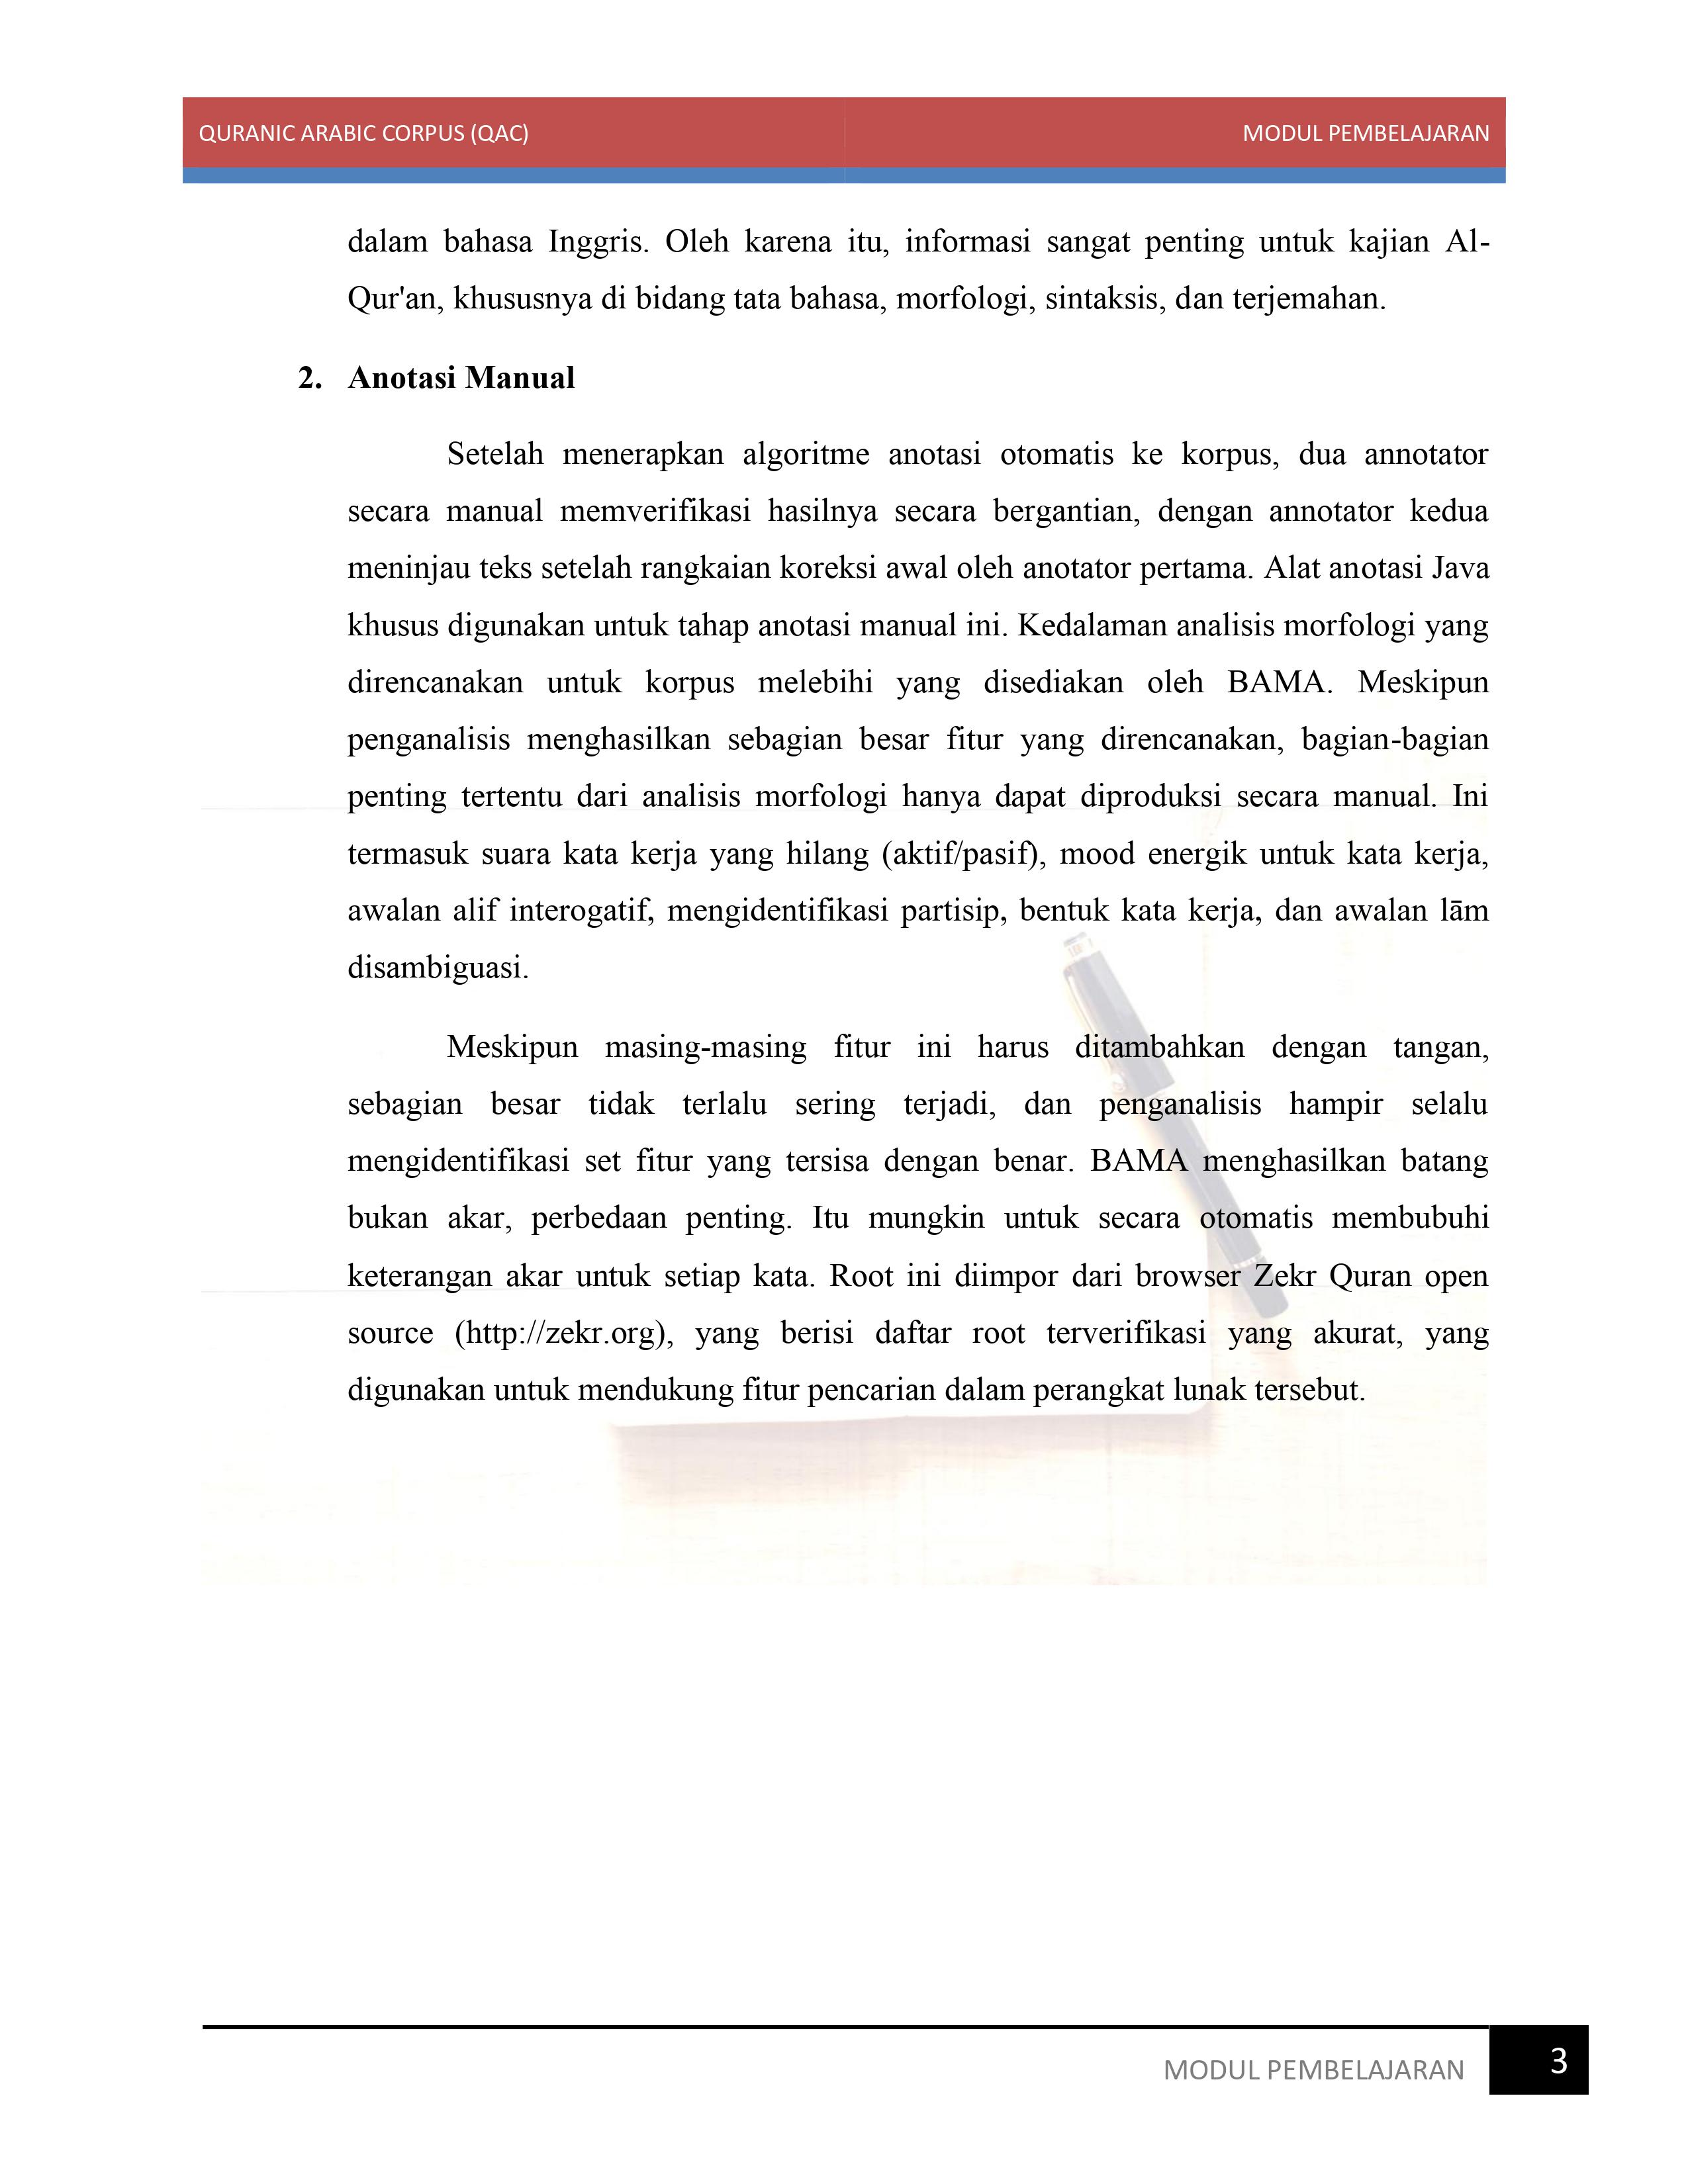 QURANIC ARABIC CORPUS (QAC) MODUL PEMBELAJARAN
dalam bahasa Inggris. Oleh karena itu, informasi sangat penting untuk kajian Al-
Qur'an, khususnya di bidang tata bahasa, morfologi, sintaksis, dan terjemahan.
2. Anotasi Manual
Setelah menerapkan algoritme anotasi otomatis ke korpus, dua annotator
secara manual memverifikasi hasilnya secara bergantian, dengan annotator kedua
meninjau teks setelah rangkaian koreksi awal oleh anotator pertama. Alat anotasi Java
khusus digunakan untuk tahap anotasi manual ini. Kedalaman analisis morfologi yang
direncanakan untuk korpus melebihi yang disediakan oleh BAMA. Meskipun
penganalisis menghasilkan sebagian besar fitur yang direncanakan, bagian-bagian
penting tertentu dari analisis morfologi hanya dapat diproduksi secara manual. Ini
termasuk suara kata kerja yang hilang (aktif/pasif), mood energik untuk kata kerja,
awalan alif interogatif, mengidentifikasi partisip, bentuk kata kerja, dan awalan lām
disambiguasi.
Meskipun masing-masing fitur ini harus ditambahkan dengan tangan,
sebagian besar tidak terlalu sering terjadi, dan penganalisis hampir selalu
mengidentifikasi set fitur yang tersisa dengan benar. BAMA menghasilkan batang
bukan akar, perbedaan penting. Itu mungkin untuk secara otomatis membubuhi
keterangan akar untuk setiap kata. Root ini diimpor dari browser Zekr Quran open
source (http://zekr.org), yang berisi daftar root terverifikasi yang akurat, yang
digunakan untuk mendukung fitur pencarian dalam perangkat lunak tersebut.
MODUL PEMBELAJARAN 3